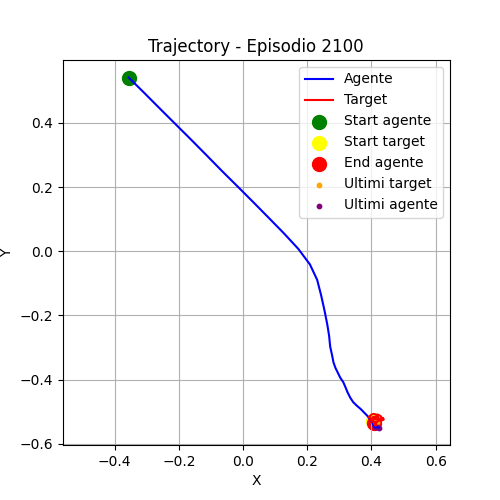 Trajectory - Episodio 2100
Agente
Target
Start agente
Start target
End agente
Ultimi target
Ultimi agente
Y
0.4
0.2
0.0
−0.2
−0.4
−0.6
−0.4
−0.2
0.0
0.2
0.4
0.6
X